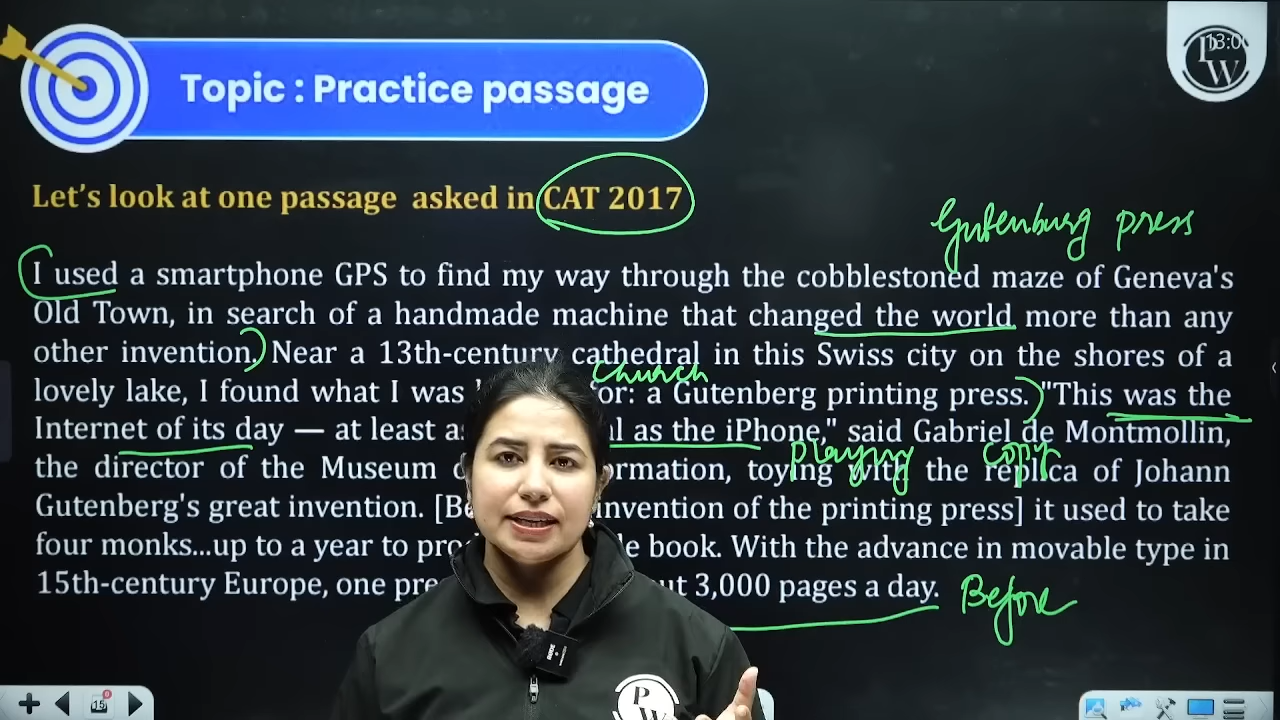 13:0
PW
Topic : Practice passage
Let's look at one passage asked in CAT 2017
Gutenburg press
I used a smartphone GPS to find my way through the cobblestoned maze of Geneva's
Old Town, in search of a handmade machine that changed the world more than any
other invention. Near a 13th-century cathedral in this Swiss city on the shores of a
church
lovely lake, I found what I was or: a Gutenberg printing press. "This was the
Internet of its day — at least as l as the iPhone," said Gabriel de Montmollin,
playing copy
the director of the Museum ormation, toying with the replica of Johann
Gutenberg's great invention. [Be invention of the printing press] it used to take
four monks...up to a year to pro le book. With the advance in movable type in
15th-century Europe, one pre ut 3,000 pages a day.
Before
15
PW